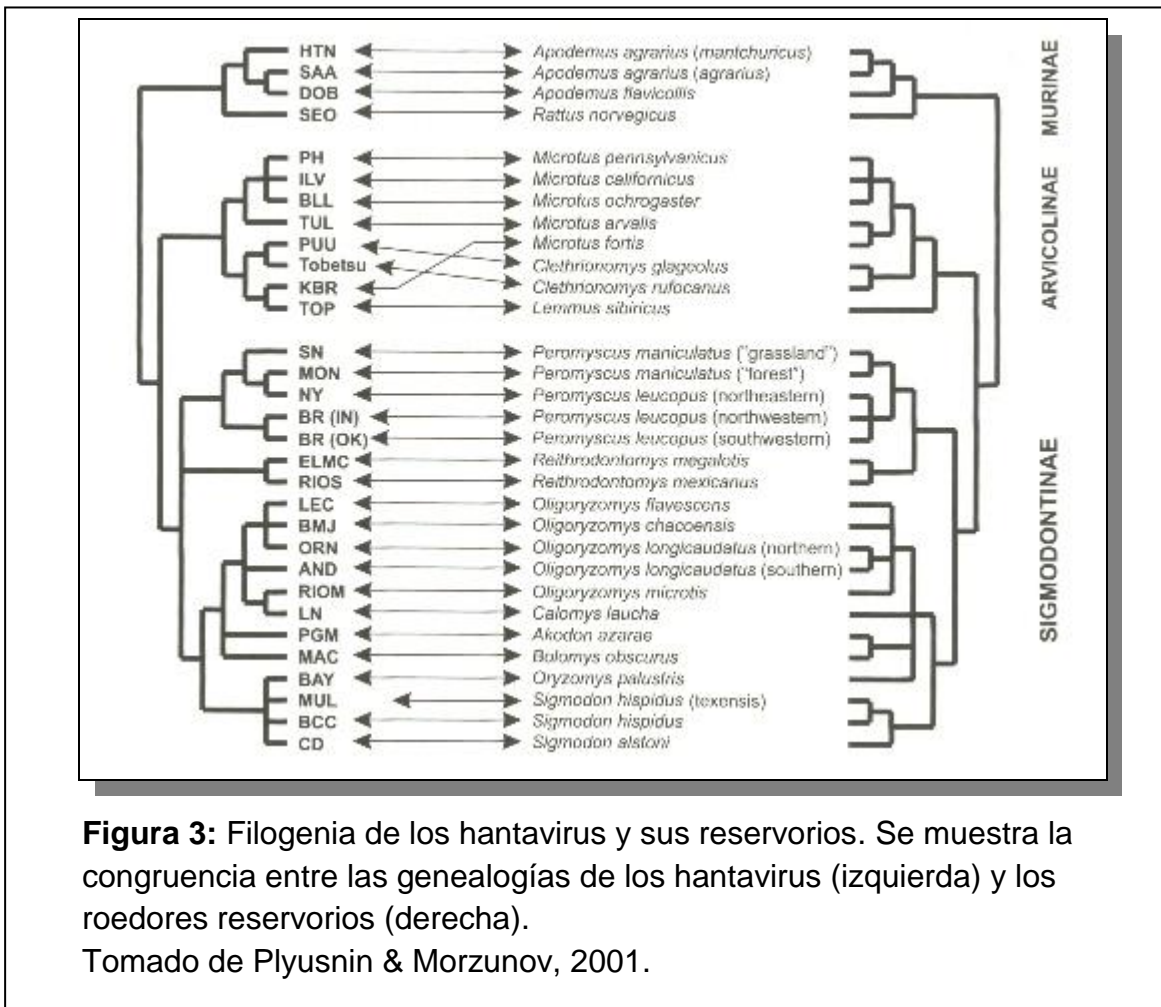 HTN Apodemus agrarius (mantchuricus)
SAA Apodemus agrarius (agrarius)
DOB Apodemus flavicollis
SEO Rattus norvegicus
MURINAE
PH Microtus pennsylvanicus
ILV Microtus californicus
BLL Microtus ochrogaster
TUL Microtus arvalis
PUU Microtus fortis
Tobetsu Clethrionomys glageolus
KBR Clethrionomys rufocanus
TOP Lemmus sibiricus
ARVICOLINAE
SN Peromyscus maniculatus ("grassland")
MON Peromyscus maniculatus ("forest")
NY Peromyscus leucopus (northeastern)
BR (IN) Peromyscus leucopus (northwestern)
BR (OK) Peromyscus leucopus (southwestern)
ELMC Reithrodontomys megalotis
RIOS Reithrodontomys mexicanus
LEC Oligoryzomys flavescens
BMJ Oligoryzomys chacoensis
ORN Oligoryzomys longicaudatus (northern)
AND Oligoryzomys longicaudatus (southern)
RIOM Oligoryzomys microtis
LN Calomys laucha
PGM Akodon azarae
MAC Bolomys obscurus
BAY Oryzomys palustris
MUL Sigmodon hispidus (texensis)
BCC Sigmodon hispidus
CD Sigmodon alstoni
SIGMODONTINAE
Figura 3: Filogenia de los hantavirus y sus reservorios. Se muestra la
congruencia entre las genealogías de los hantavirus (izquierda) y los
roedores reservorios (derecha).
Tomado de Plyusnin & Morzunov, 2001.